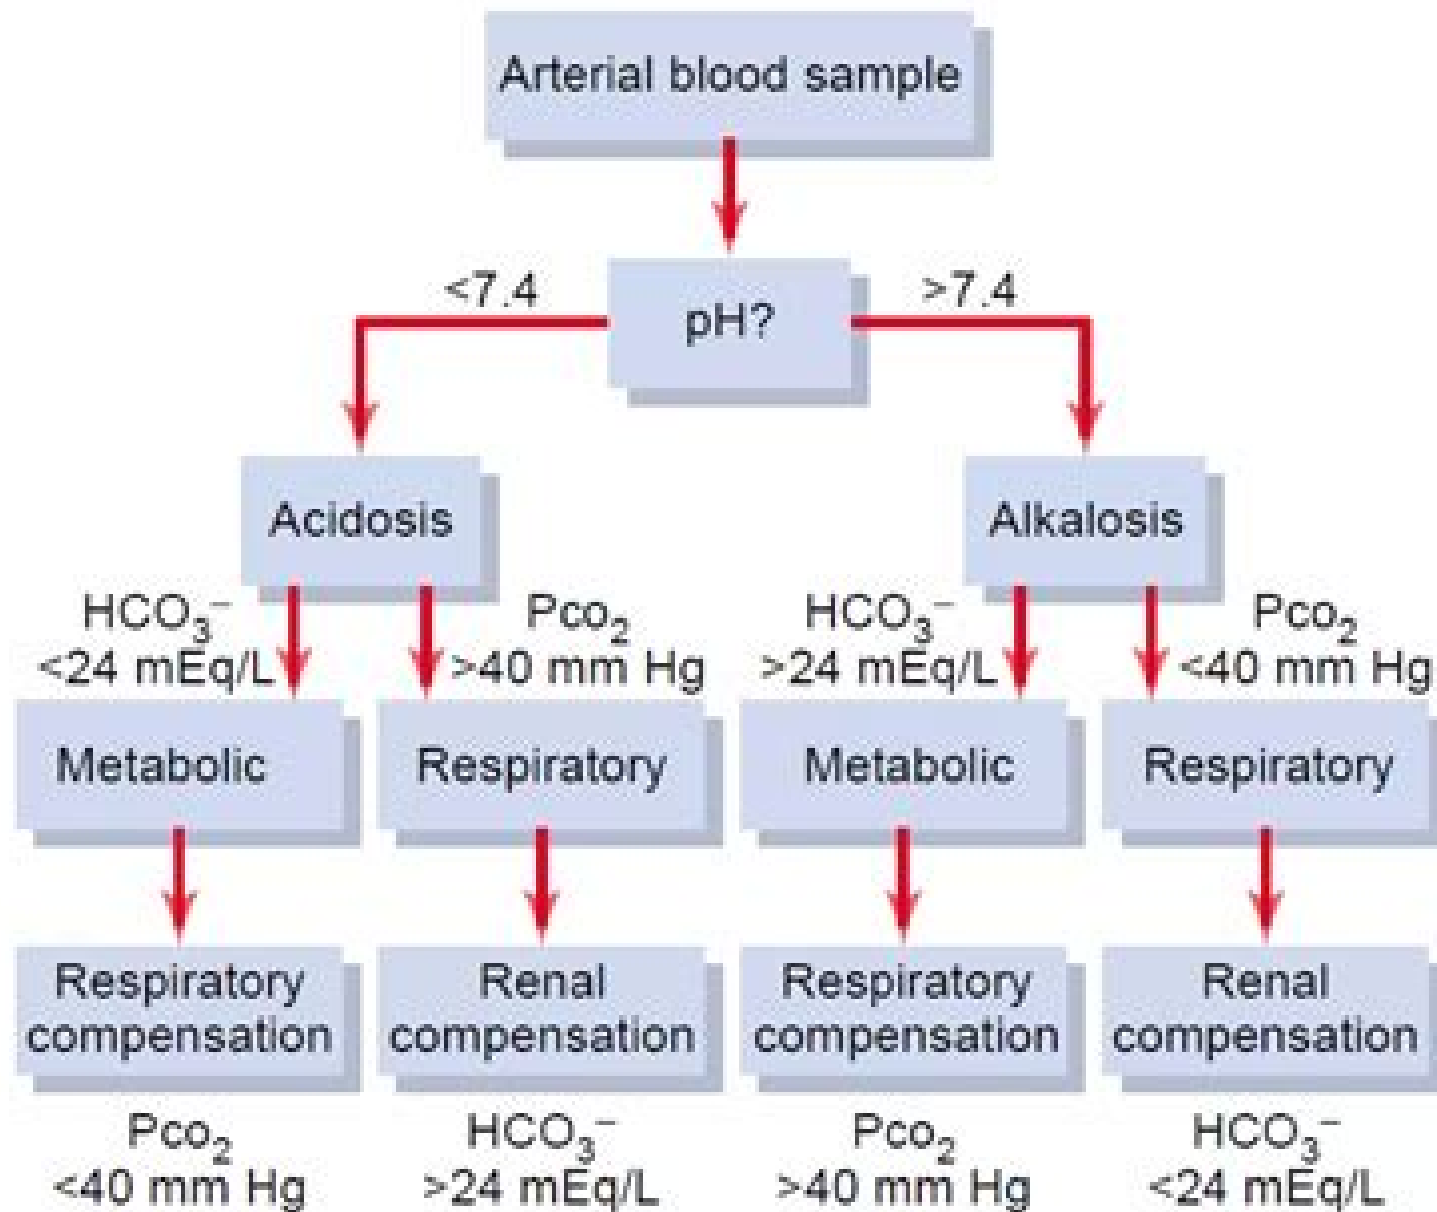 Arterial blood sample
<7.4
pH?
>7.4
Acidosis
Alkalosis
HCO₃⁻
<24 mEq/L
Pco₂
>40 mm Hg
HCO₃⁻
>24 mEq/L
Pco₂
<40 mm Hg
Metabolic
Respiratory
Metabolic
Respiratory
Respiratory
compensation
Renal
compensation
Respiratory
compensation
Renal
compensation
Pco₂
<40 mm Hg
HCO₃⁻
>24 mEq/L
Pco₂
>40 mm Hg
HCO₃⁻
<24 mEq/L